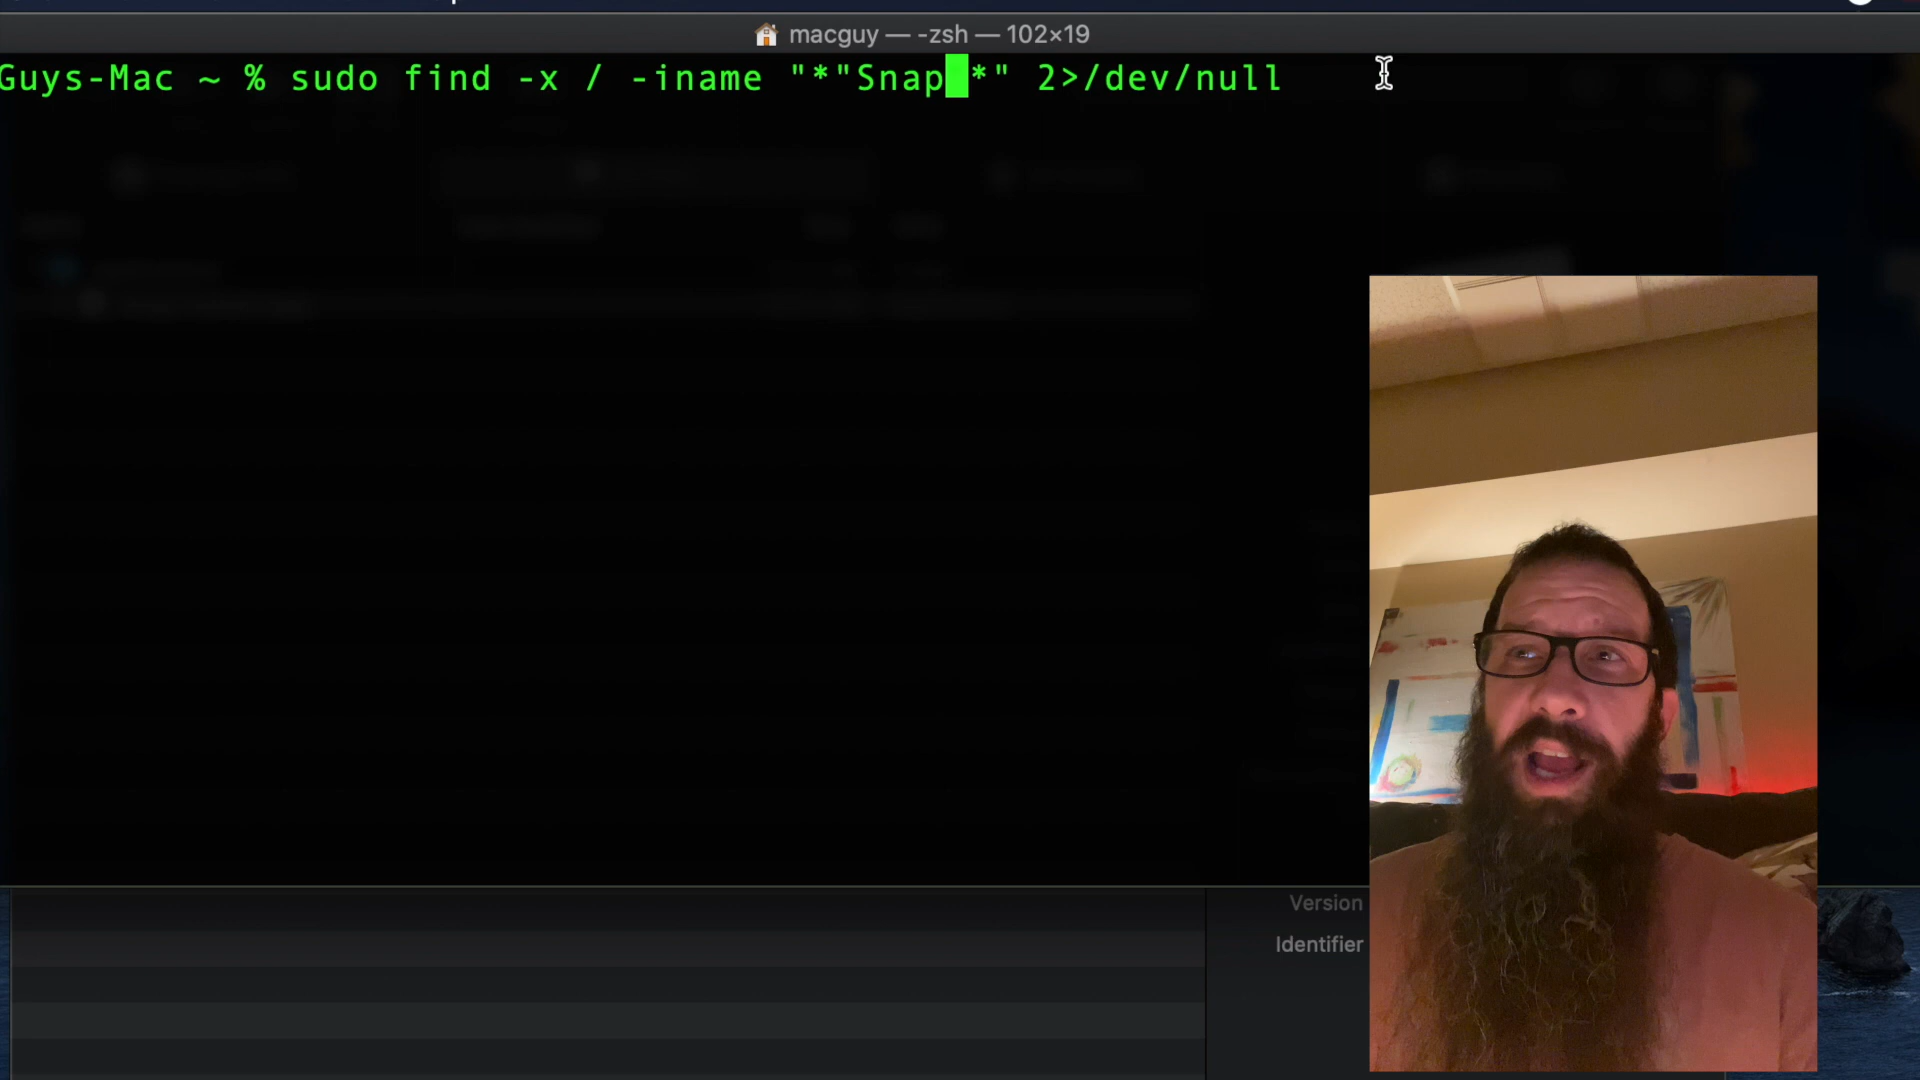 macguy — -zsh — 102×19
Guys-Mac ~ % sudo find -x / -iname "*"Snap *" 2>/dev/null
Version
Identifier